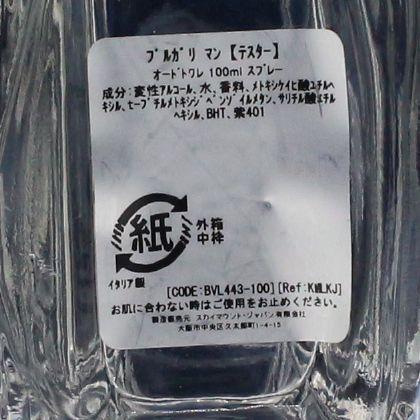 ブルガリ マン【テスター】
オードトワレ 100ml スプレー
成分：変性アルコール、水、香料、メトキシケイヒ酸エチルヘ
キシル、t-ブチルメトキシジベンゾイルメタン、サリチル酸エチル
ヘキシル、BHT、紫401
紙
外箱
中枠
イタリア製
[CODE:BVL443-100][Ref:KMLKJ]
お肌に合わない時はご使用をお止めください。
製造販売元 スカイマウント・ジャパン有限会社
大阪市中央区久太郎町1-4-15